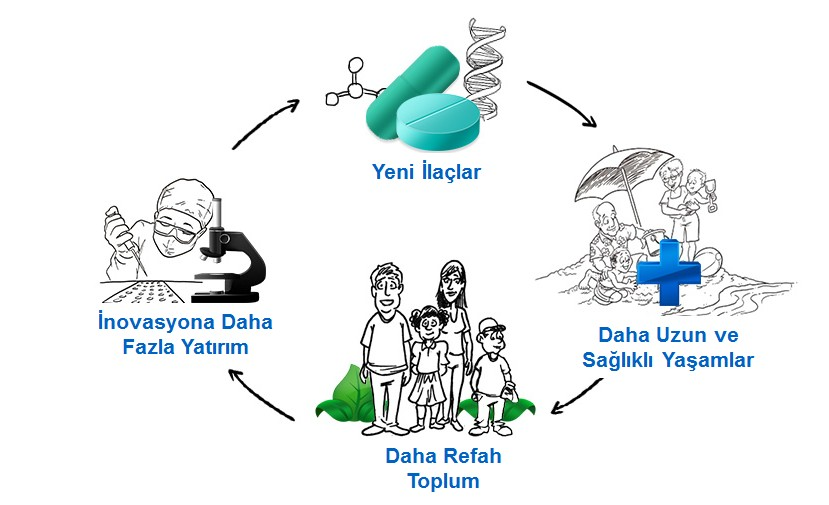 Yeni İlaçlar
Daha Uzun ve
Sağlıklı Yaşamlar
Daha Refah
Toplum
İnovasyona Daha
Fazla Yatırım